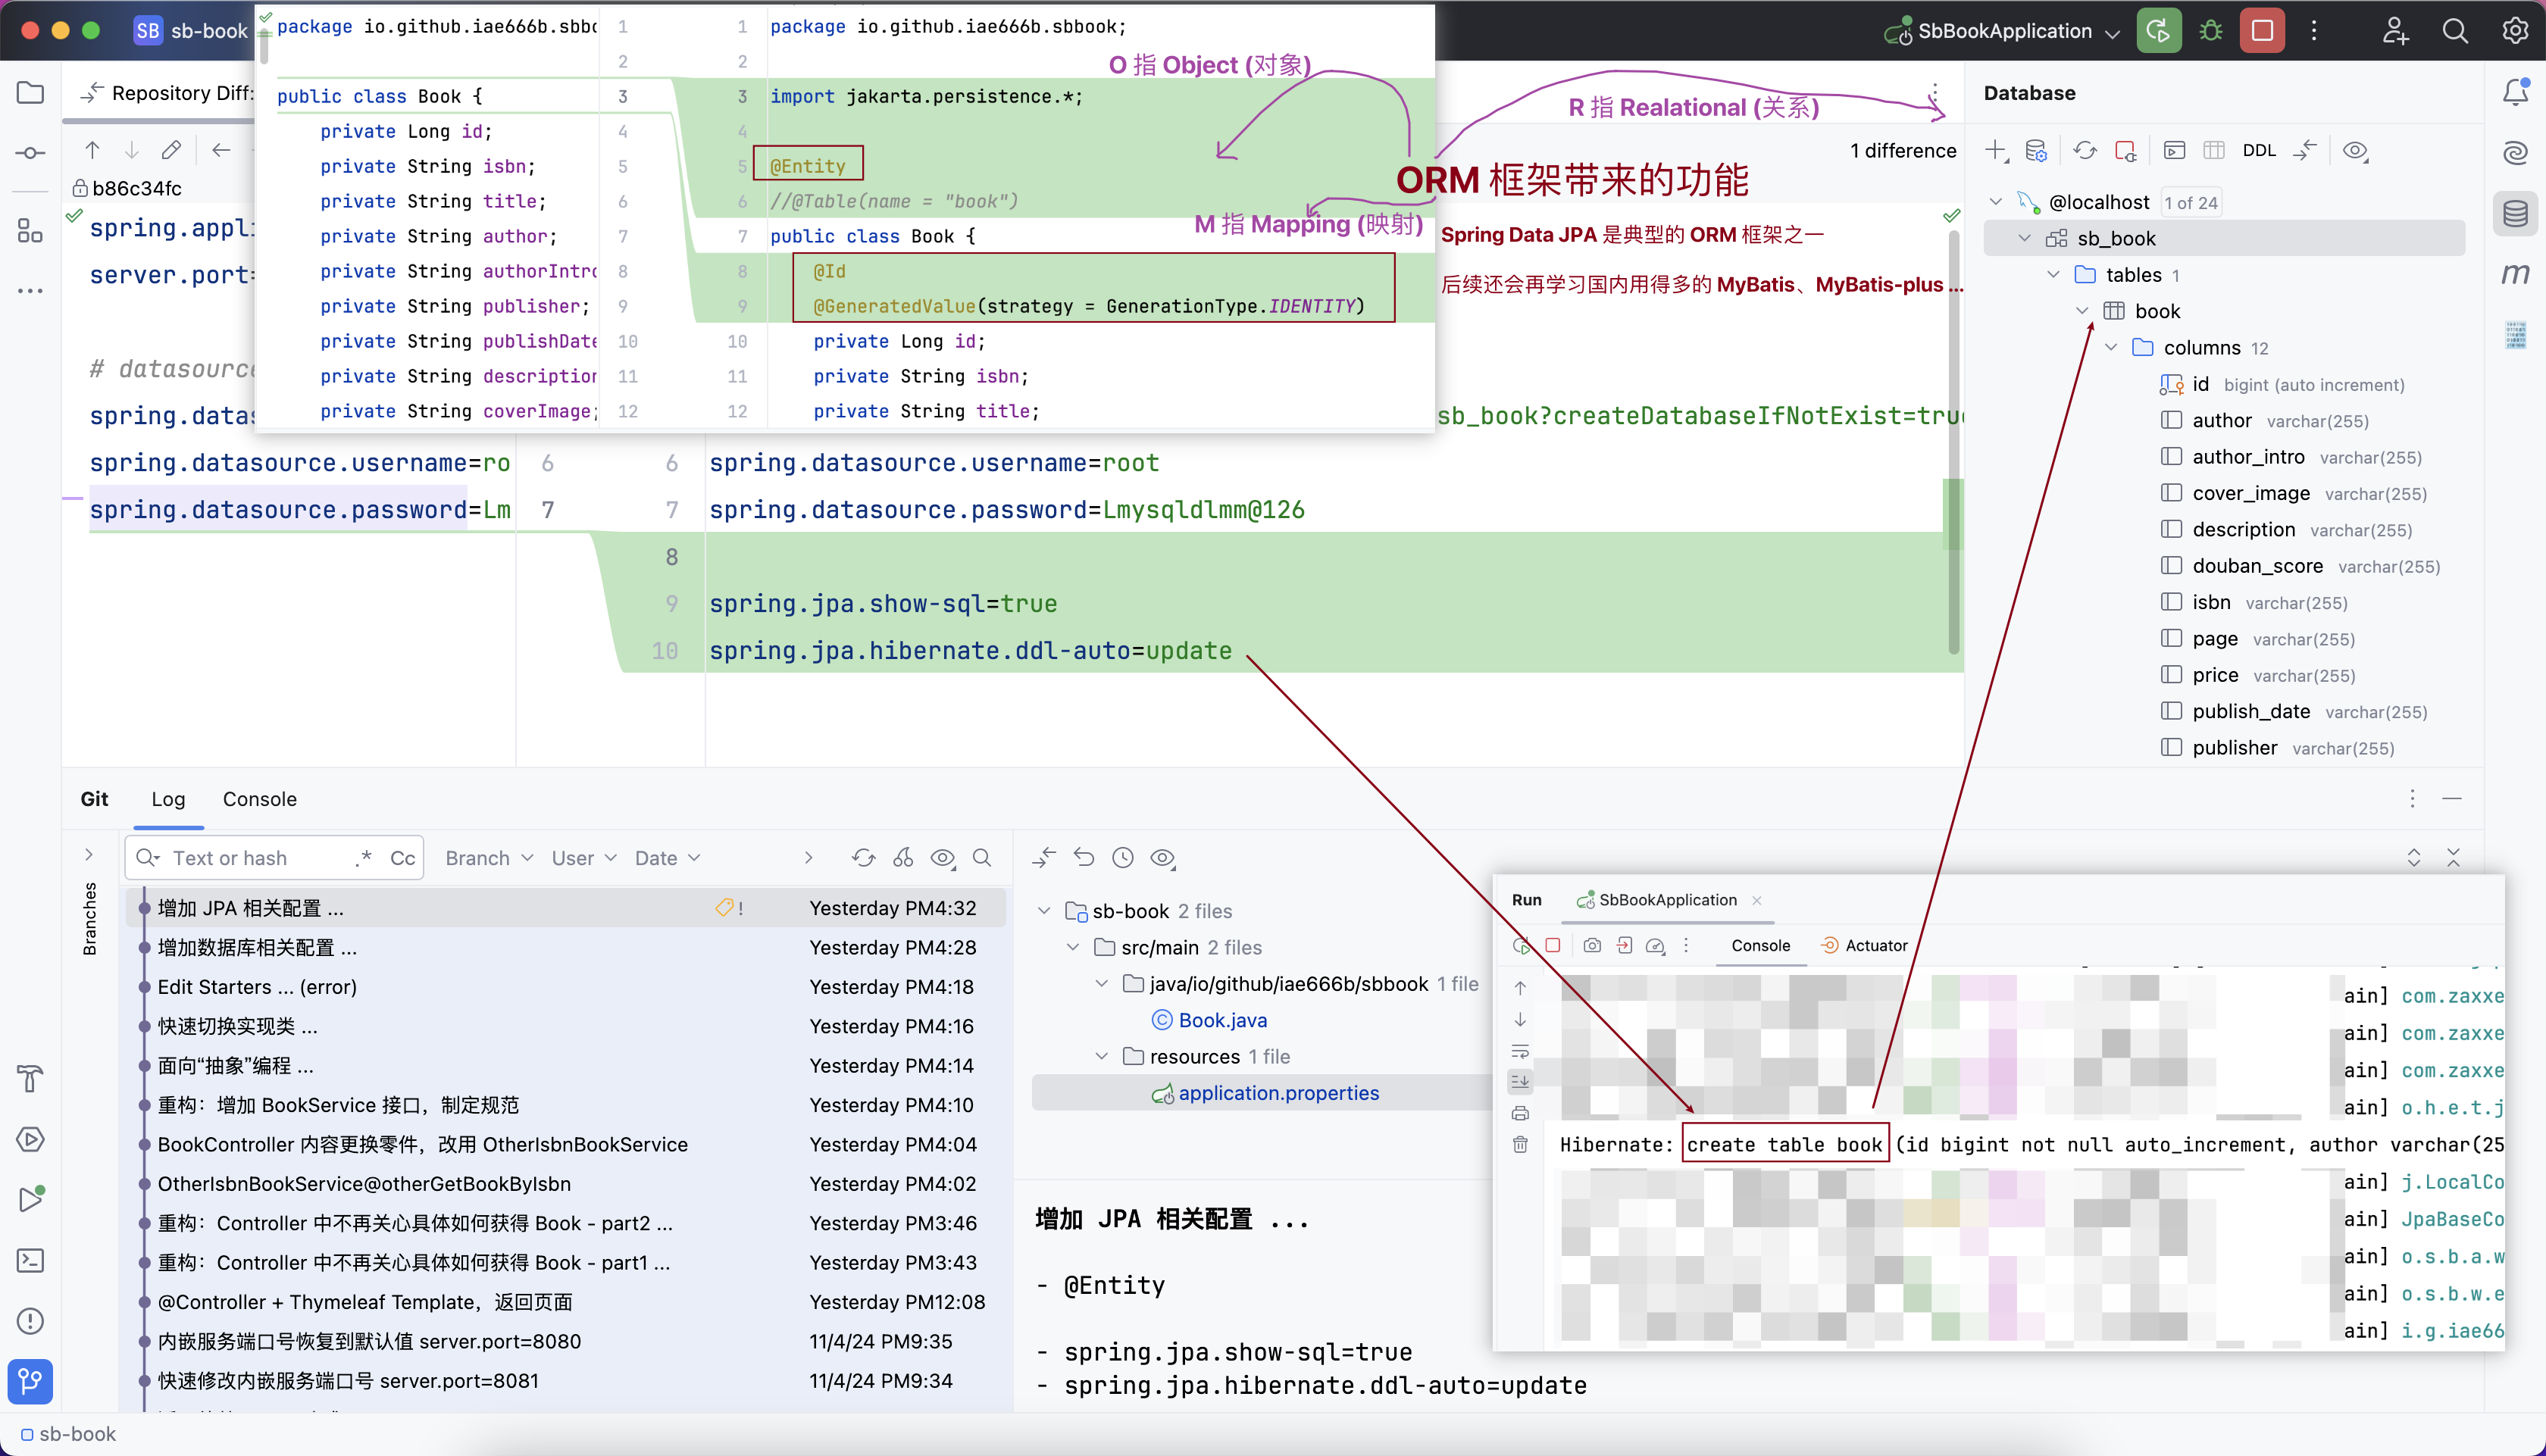 SB sb-book
SbBookApplication
package io.github.iae666b.sbb
1
1 package io.github.iae666b.sbbook;
2
2
public class Book {
3
3 import jakarta.persistence.*;
private Long id;
4
4
private String isbn;
5
5 @Entity
private String title;
6
6 //@Table(name = "book")
private String author;
7
7 public class Book {
private String authorIntro
8
8 @Id
private String publisher;
9
9 @GeneratedValue(strategy = GenerationType.IDENTITY)
private String publishDate
10
10 private Long id;
private String description
11
11 private String isbn;
private String coverImage;
12
12 private String title;
O 指 Object (对象)
R 指 Realational (关系)
ORM 框架带来的功能
M 指 Mapping (映射)
Spring Data JPA 是典型的 ORM 框架之一
后续还会再学习国内用得多的 MyBatis、MyBatis-plus ...
Repository Diff:
1 difference
b86c34fc
spring.appl
server.port=
# datasource
spring.datas
sb_book?createDatabaseIfNotExist=true
spring.datasource.username=ro
6
6 spring.datasource.username=root
spring.datasource.password=Lm
7
7 spring.datasource.password=Lmysqldlmm@126
8
9 spring.jpa.show-sql=true
10 spring.jpa.hibernate.ddl-auto=update
Database
DDL
@localhost 1 of 24
sb_book
tables 1
book
columns 12
id bigint (auto increment)
author varchar(255)
author_intro varchar(255)
cover_image varchar(255)
description varchar(255)
douban_score varchar(255)
isbn varchar(255)
page varchar(255)
price varchar(255)
publish_date varchar(255)
publisher varchar(255)
m
Git Log Console
Branches
Text or hash .* Cc Branch User Date
增加 JPA 相关配置 ... ! Yesterday PM4:32
增加数据库相关配置 ... Yesterday PM4:28
Edit Starters ... (error) Yesterday PM4:18
快速切换实现类 ... Yesterday PM4:16
面向“抽象”编程 ... Yesterday PM4:14
重构：增加 BookService 接口，制定规范 Yesterday PM4:10
BookController 内容更换零件，改用 OtherIsbnBookService Yesterday PM4:04
OtherIsbnBookService@otherGetBookByIsbn Yesterday PM4:02
重构：Controller 中不再关心具体如何获得 Book - part2 ... Yesterday PM3:46
重构：Controller 中不再关心具体如何获得 Book - part1 ... Yesterday PM3:43
@Controller + Thymeleaf Template，返回页面 Yesterday PM12:08
内嵌服务端口号恢复到默认值 server.port=8080 11/4/24 PM9:35
快速修改内嵌服务端口号 server.port=8081 11/4/24 PM9:34
sb-book 2 files
src/main 2 files
java/io/github/iae666b/sbbook 1 file
Book.java
resources 1 file
application.properties
增加 JPA 相关配置 ...
- @Entity
- spring.jpa.show-sql=true
- spring.jpa.hibernate.ddl-auto=update
Run SbBookApplication
Console Actuator
ain] com.zaxxe
ain] com.zaxxe
ain] com.zaxxe
ain] o.h.e.t.j
Hibernate: create table book (id bigint not null auto_increment, author varchar(25
ain] j.LocalCo
ain] JpaBaseCo
ain] o.s.b.a.w
ain] o.s.b.w.e
ain] i.g.iae66
sb-book